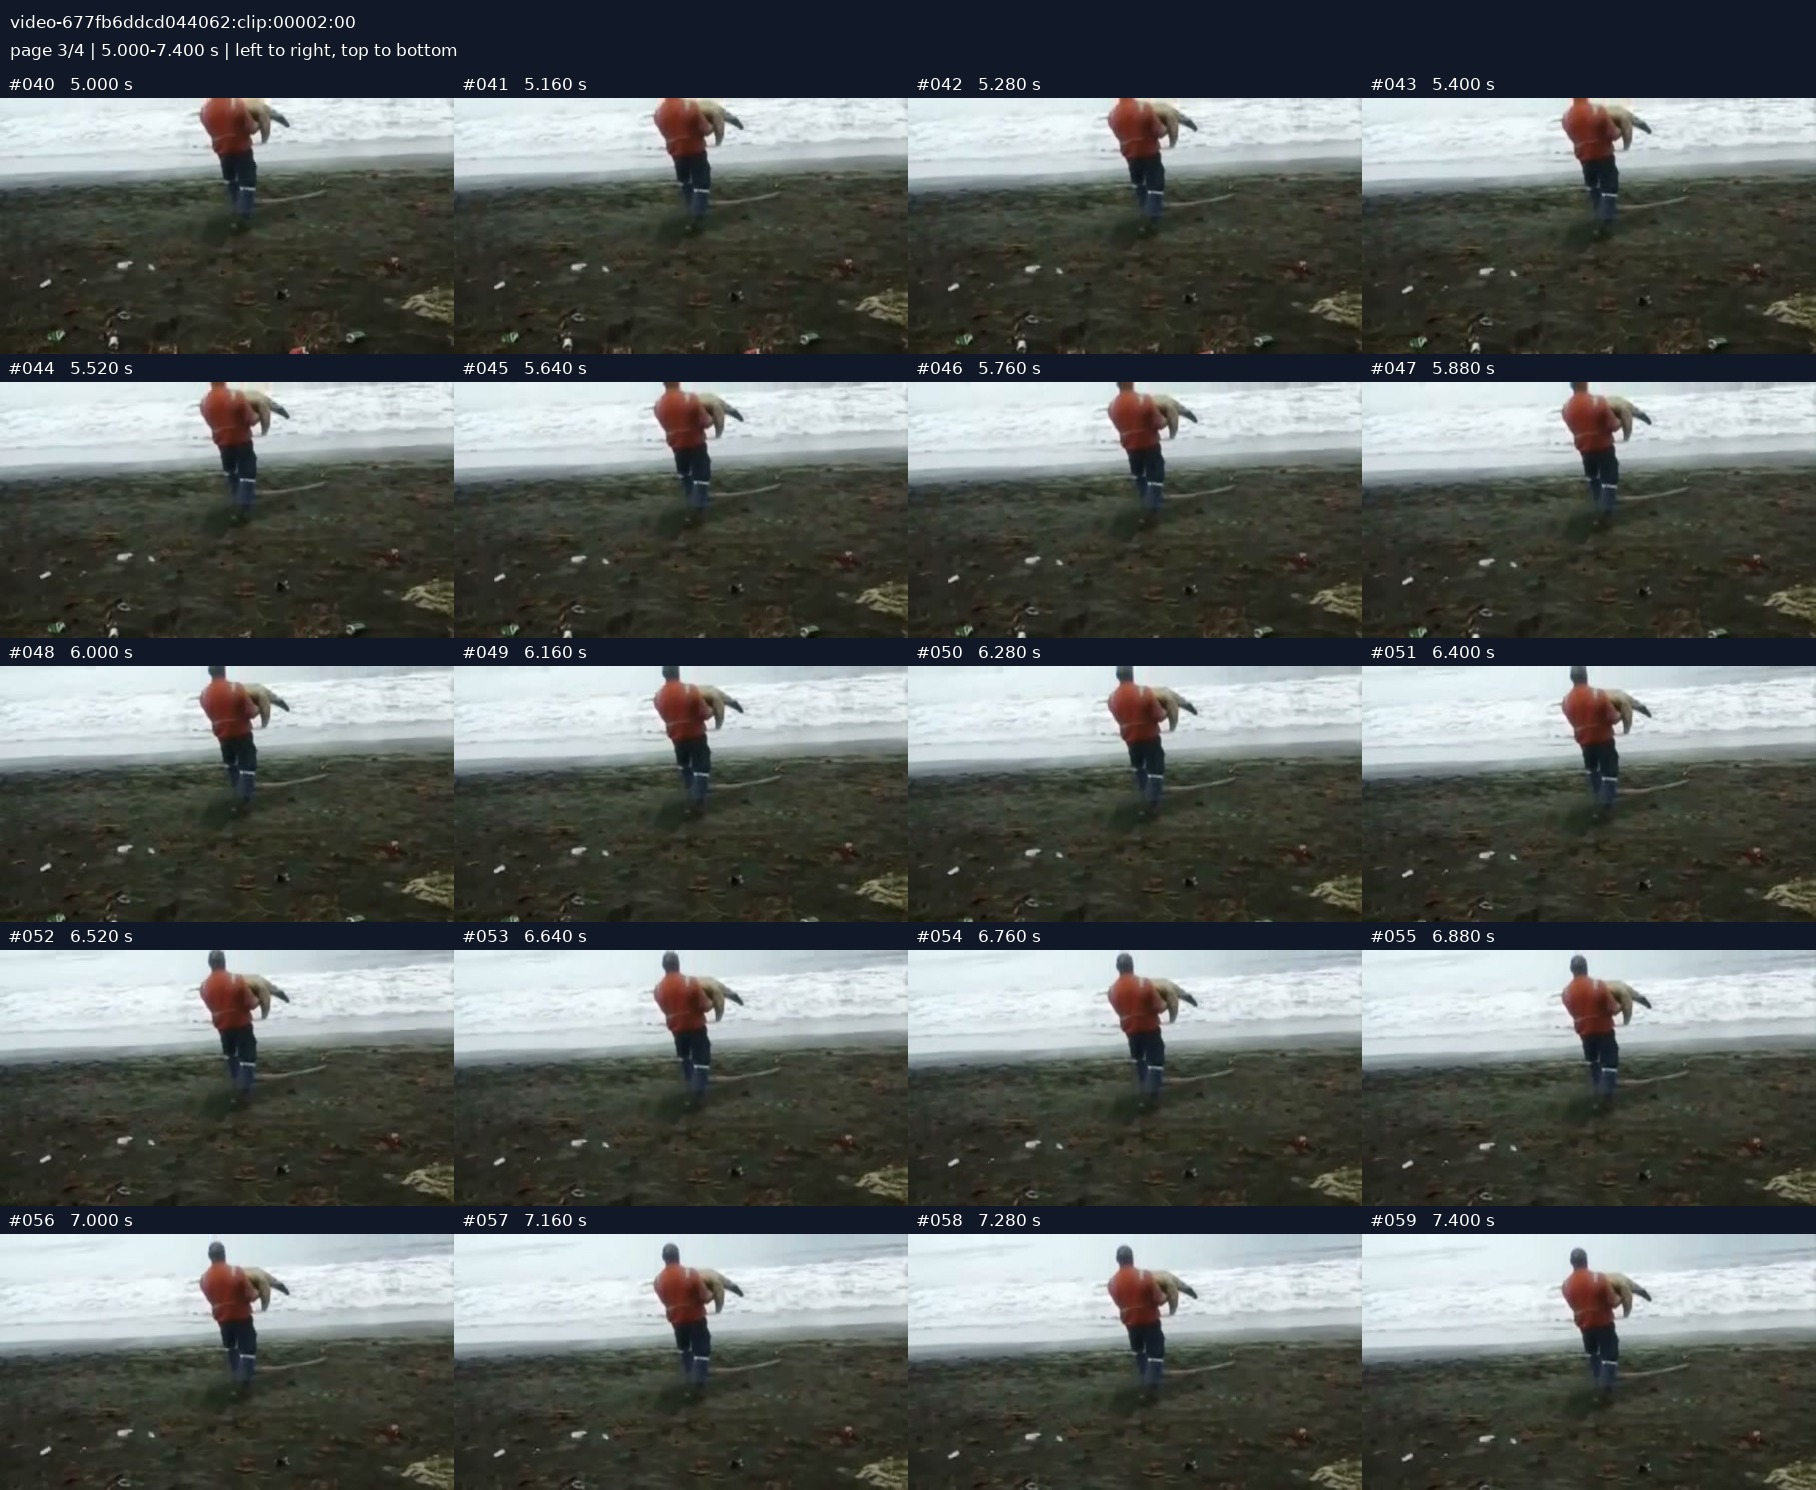 video-677fb6ddcd044062:clip:00002:00
page 3/4 | 5.000-7.400 s | left to right, top to bottom
#040 5.000 s
#041 5.160 s
#042 5.280 s
#043 5.400 s
#044 5.520 s
#045 5.640 s
#046 5.760 s
#047 5.880 s
#048 6.000 s
#049 6.160 s
#050 6.280 s
#051 6.400 s
#052 6.520 s
#053 6.640 s
#054 6.760 s
#055 6.880 s
#056 7.000 s
#057 7.160 s
#058 7.280 s
#059 7.400 s